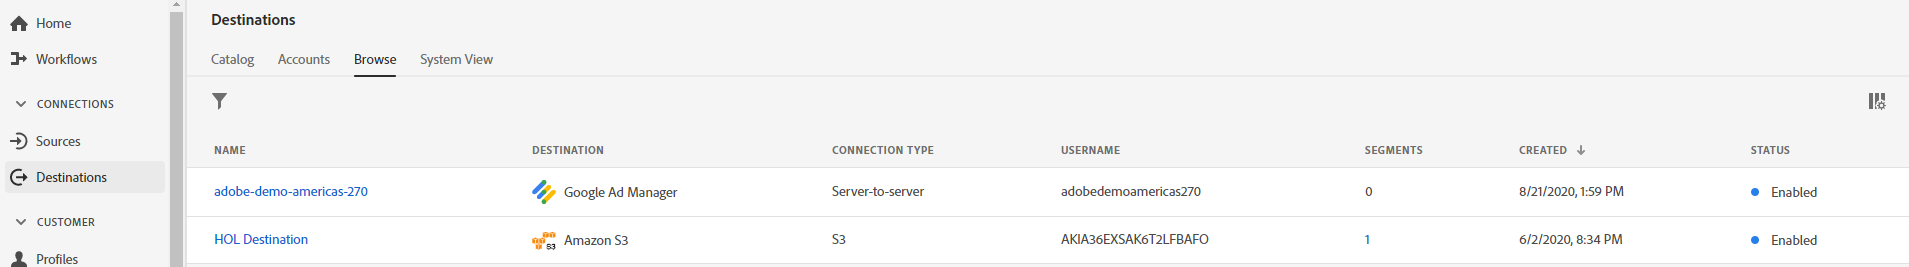 Home
Workflows
CONNECTIONS
Sources
Destinations
CUSTOMER
Profiles
Destinations
Catalog Accounts Browse System View
NAME DESTINATION CONNECTION TYPE USERNAME SEGMENTS CREATED STATUS
adobe-demo-americas-270 Google Ad Manager Server-to-server adobedemoamericas270 0 8/21/2020, 1:59 PM Enabled
HOL Destination S3 Amazon S3 S3 AKIA36EXSAK6T2LFBAFO 1 6/2/2020, 8:34 PM Enabled